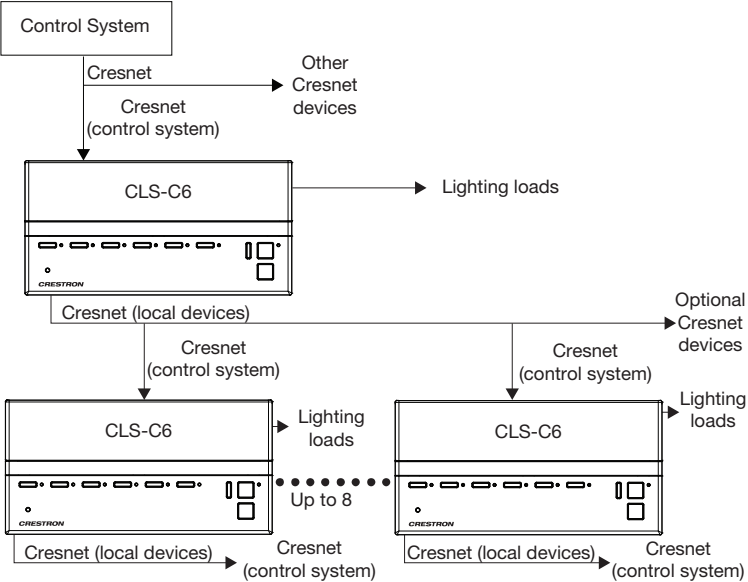 Control System
Cresnet
Other
Cresnet
devices
Cresnet
(control system)
CLS-C6
Lighting loads
CRESTRON
Cresnet (local devices)
Optional
Cresnet
devices
Cresnet
(control system)
Cresnet
(control system)
CLS-C6
Lighting
loads
CLS-C6
Lighting
loads
Up to 8
CRESTRON
CRESTRON
Cresnet (local devices)
Cresnet
(control system)
Cresnet (local devices)
Cresnet
(control system)